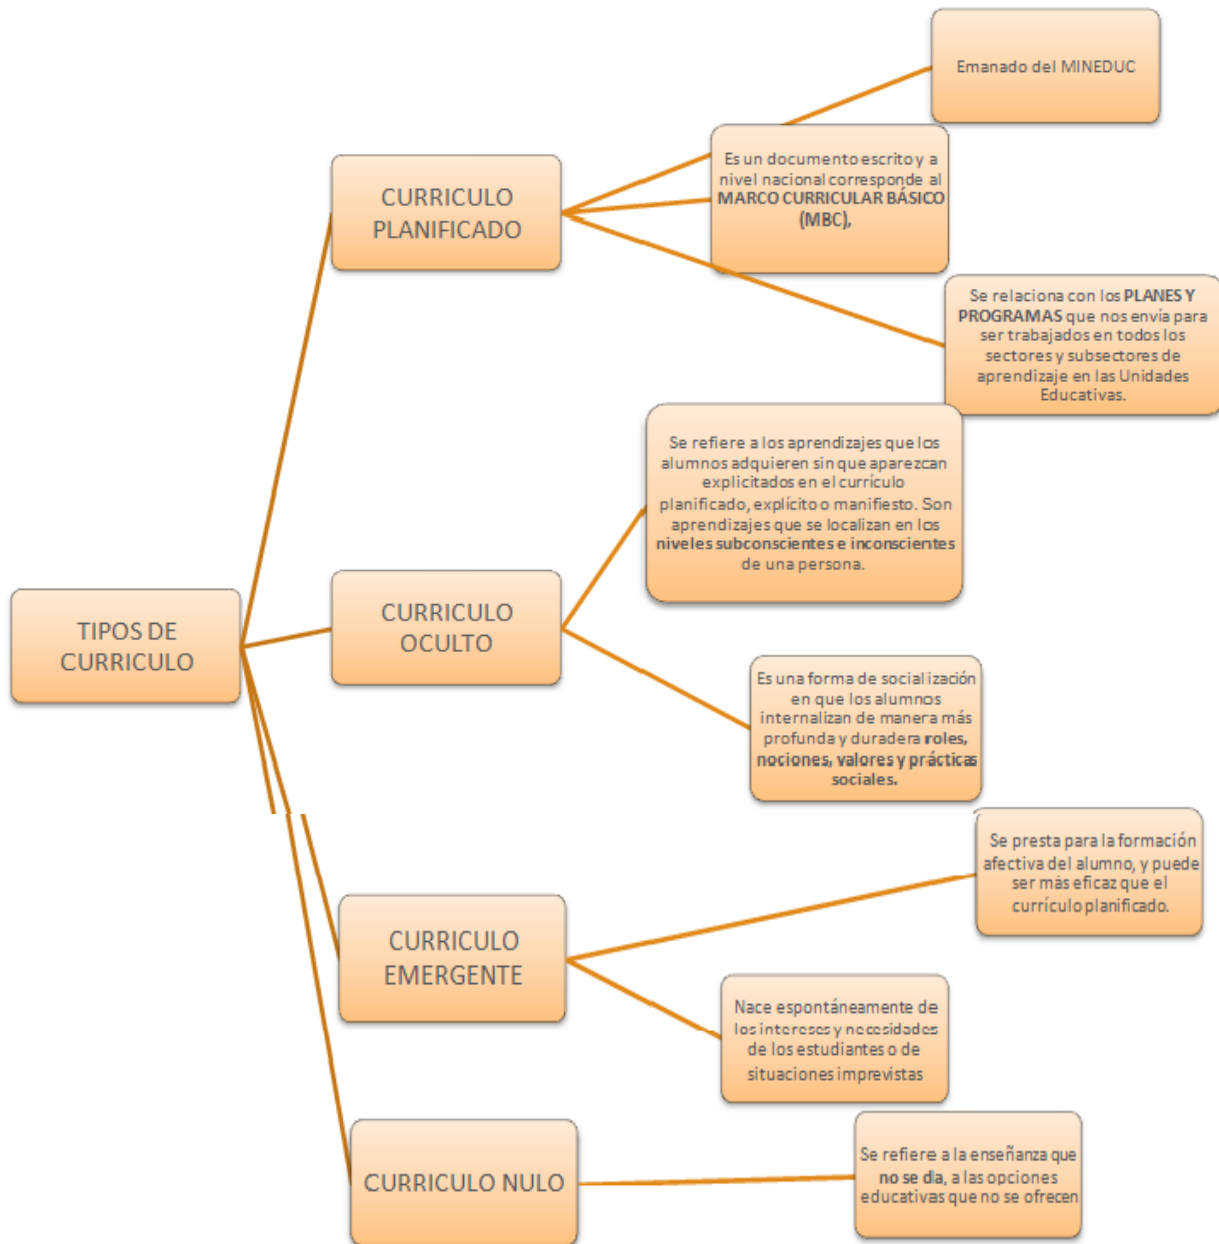 TIPOS DE
CURRICULO
CURRICULO
PLANIFICADO
Emanado del MINEDUC
Es un documento escrito y a
nivel nacional corresponde al
MARCO CURRICULAR BÁSICO
(MBC),
Se relaciona con los PLANES Y
PROGRAMAS que nos envía para
ser trabajados en todos los
sectores y subsectores de
aprendizaje en las Unidades
Educativas.
CURRICULO
OCULTO
Se refiere a los aprendizajes que los
alumnos adquieren sin que aparezcan
explicitados en el currículo
planificado, explícito o manifiesto. Son
aprendizajes que se localizan en los
niveles subconscientes e inconscientes
de una persona.
Es una forma de socialización
en que los alumnos
internalizan de manera más
profunda y duradera roles,
nociones, valores y prácticas
sociales.
CURRICULO
EMERGENTE
Se presta para la formación
afectiva del alumno, y puede
ser más eficaz que el
currículo planificado.
Nace espontáneamente de
los intereses y necesidades
de los estudiantes o de
situaciones imprevistas
CURRICULO NULO
Se refiere a la enseñanza que
no se da, a las opciones
educativas que no se ofrecen